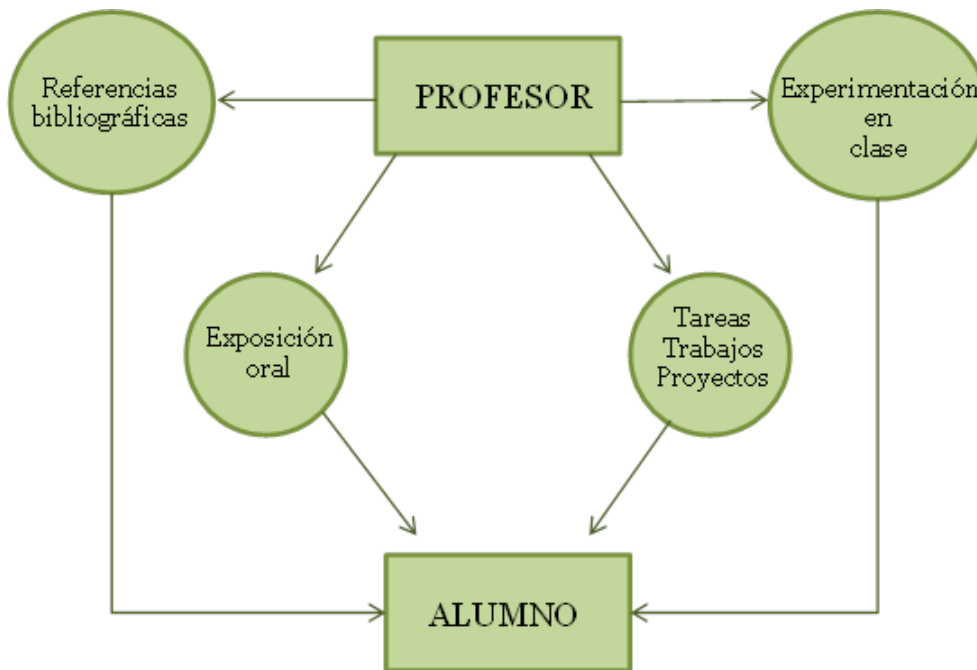 Referencias
bibliográficas
PROFESOR
Experimentación
en
clase
Exposición
oral
Tareas
Trabajos
Proyectos
ALUMNO